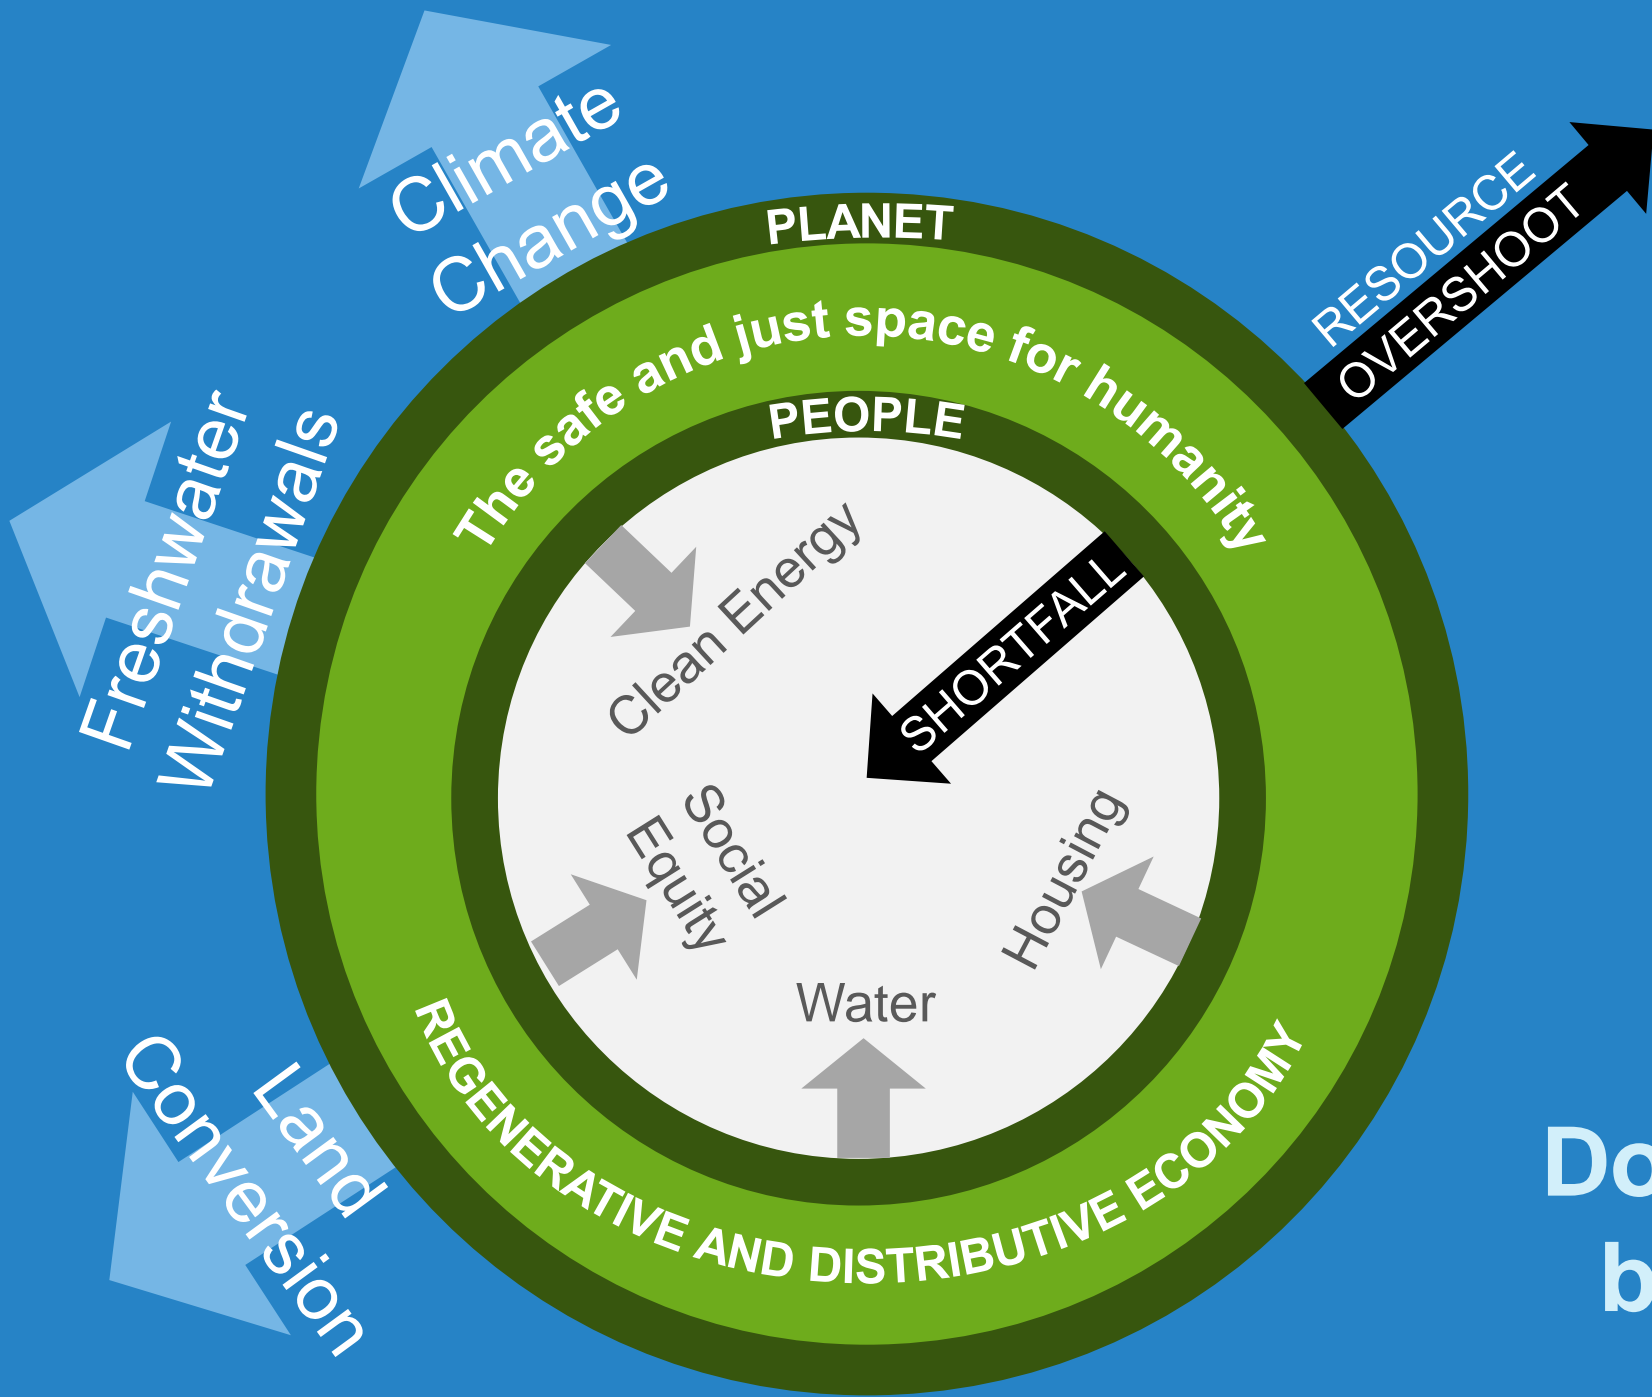 Climate
Change
PLANET
RESOURCE
OVERSHOOT
The safe and just space for humanity
PEOPLE
Freshwater
Withdrawals
Clean Energy
SHORTFALL
Social
Equity
Housing
Water
Land
Conversion
REGENERATIVE AND DISTRIBUTIVE ECONOMY